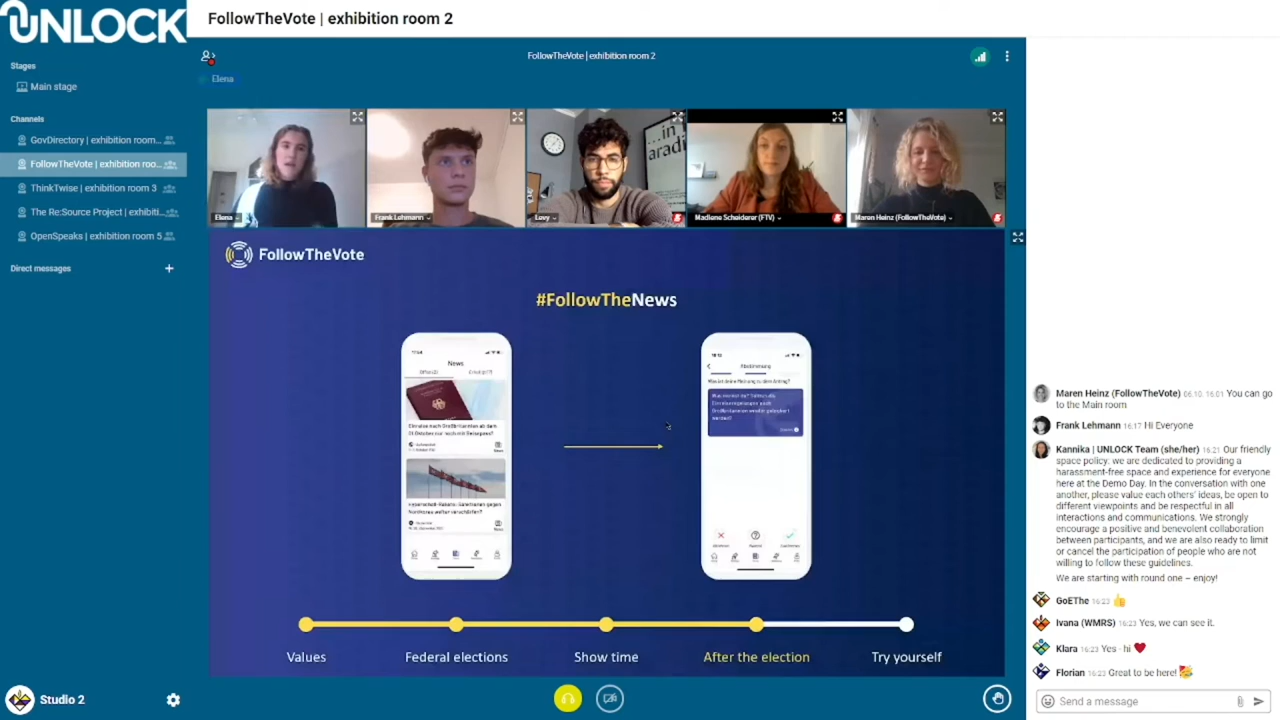 UNLOCK
FollowTheVote | exhibition room 2
Stages
Main stage
Channels
GovDirectory | exhibition room...
FollowTheVote | exhibition roo...
ThinkTwise | exhibition room 3
The Re:Source Project | exhibiti...
OpenSpeaks | exhibition room 5
Direct messages
FollowTheVote | exhibition room 2
Elena
Elena
Frank Lehmann
Levy
Madlene Scheiderer (FTV)
Maren Heinz (FollowTheVote)
FollowTheVote
#FollowTheNews
News
Abstimmung
Values
Federal elections
Show time
After the election
Try yourself
Studio 2
Maren Heinz (FollowTheVote) 06.10. 16:01 You can go
to the Main room
Frank Lehmann 16:17 Hi Everyone
Kannika | UNLOCK Team (she/her) 16:21 Our friendly
space policy: we are dedicated to providing a
harassment-free space and experience for everyone
here at the Demo Day. In the conversation with one
another, please value each others' ideas, be open to
different viewpoints and be respectful in all
interactions and communications. We strongly
encourage a positive and benevolent collaboration
between participants, and we are also ready to limit
or cancel the participation of people who are not
willing to follow these guidelines.
We are starting with round one – enjoy!
GoEThe 16:23 👍
Ivana (WMRS) 16:23 Yes, we can see it.
Klara 16:23 Yes - hi ❤️
Florian 16:23 Great to be here! 🥳
Send a message